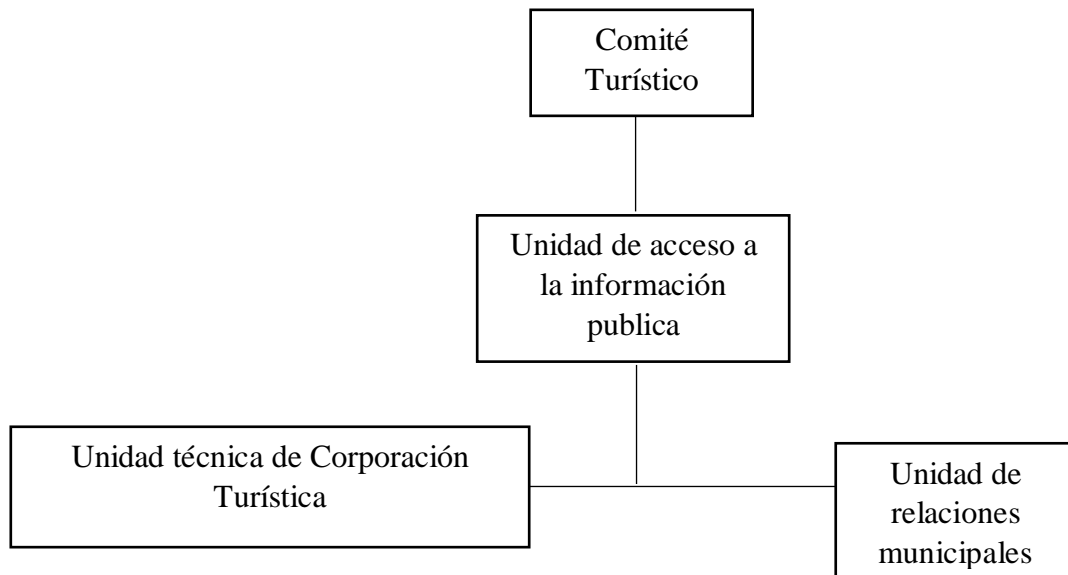 Comité
Turístico
Unidad de acceso a
la información
publica
Unidad técnica de Corporación
Turística
Unidad de
relaciones
municipales